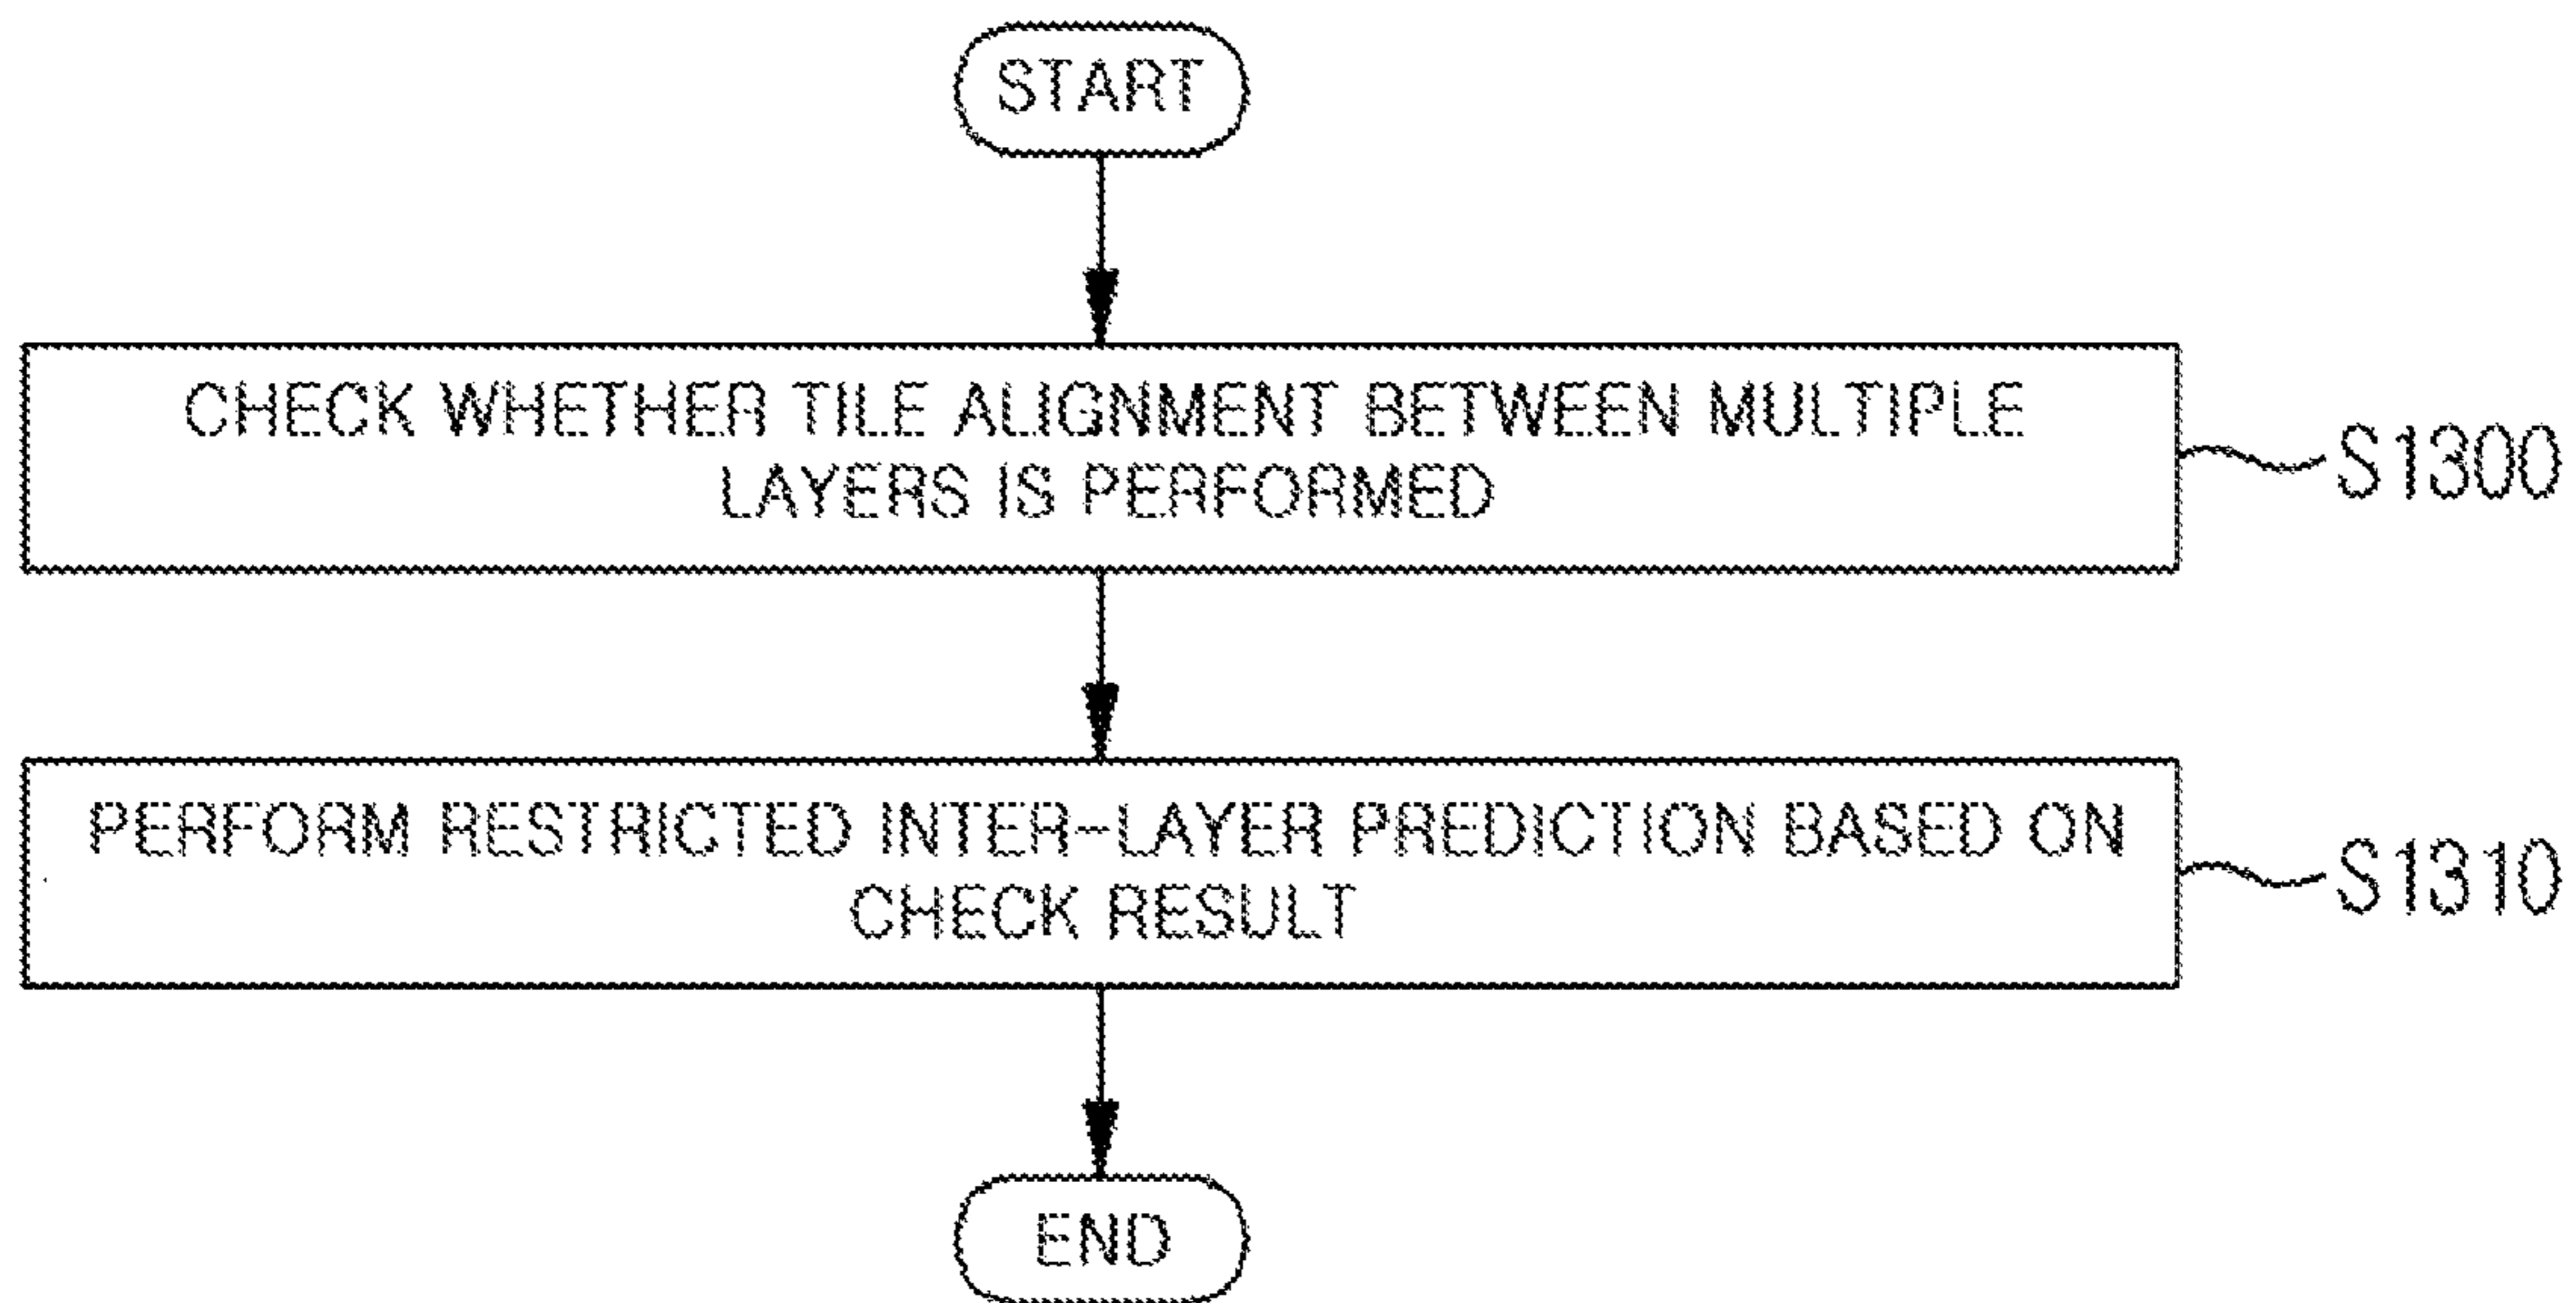 START
CHECK WHETHER TILE ALIGNMENT BETWEEN MULTIPLE
LAYERS IS PERFORMED
S1300
PERFORM RESTRICTED INTER-LAYER PREDICTION BASED ON
CHECK RESULT
S1310
END